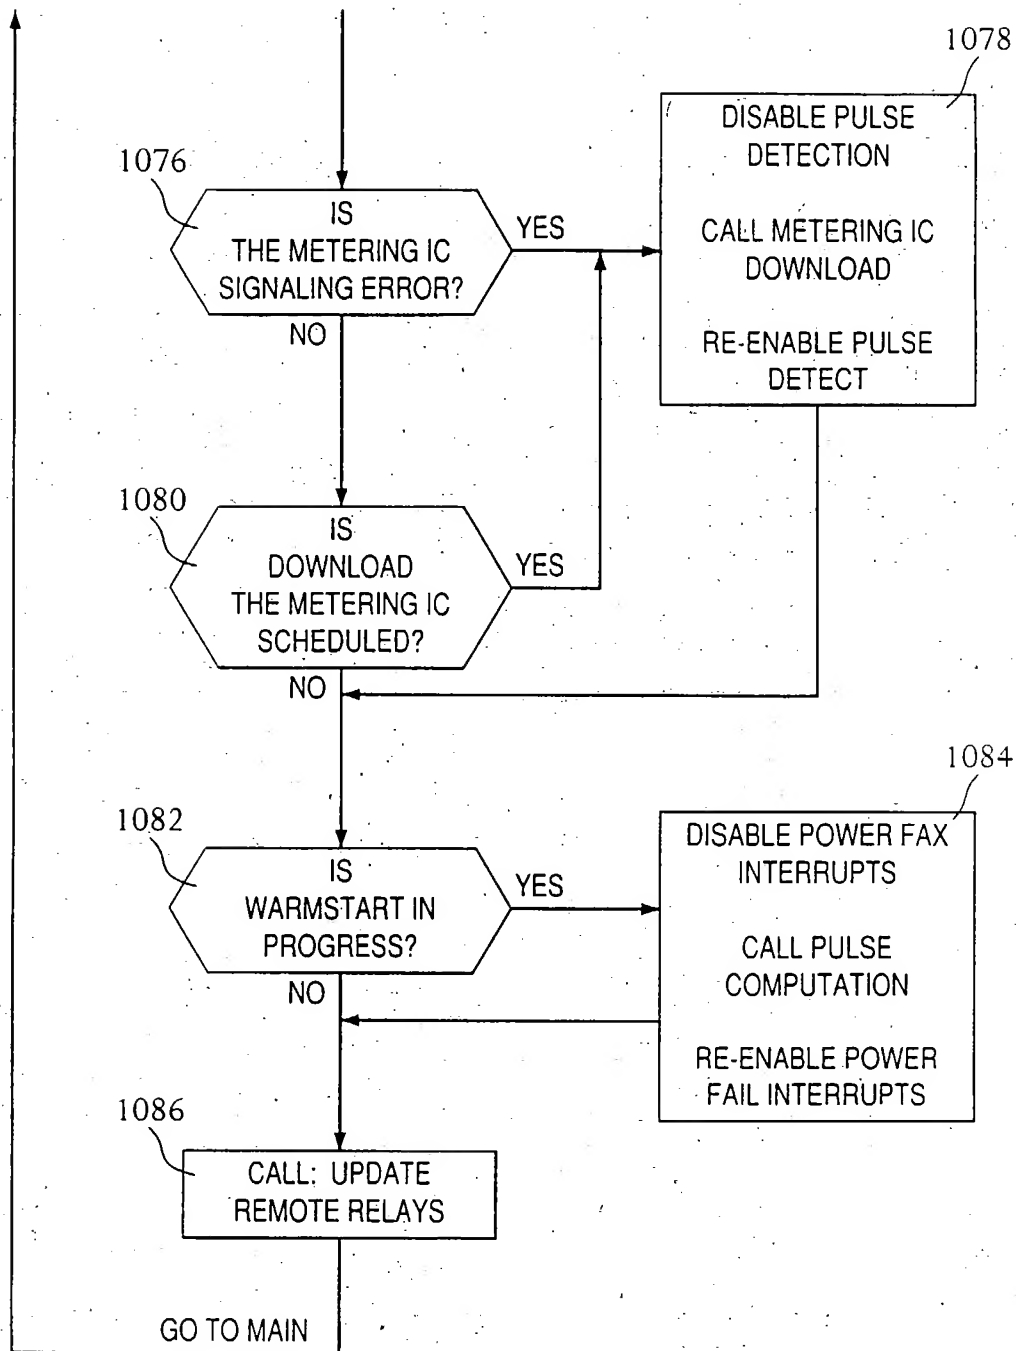 1078
DISABLE PULSE
DETECTION
CALL METERING IC
DOWNLOAD
RE-ENABLE PULSE
DETECT
1076
IS
THE METERING IC
SIGNALING ERROR?
YES
NO
1080
IS
DOWNLOAD
THE METERING IC
SCHEDULED?
YES
NO
1082
IS
WARMSTART IN
PROGRESS?
YES
NO
1084
DISABLE POWER FAX
INTERRUPTS
CALL PULSE
COMPUTATION
RE-ENABLE POWER
FAIL INTERRUPTS
1086
CALL: UPDATE
REMOTE RELAYS
GO TO MAIN